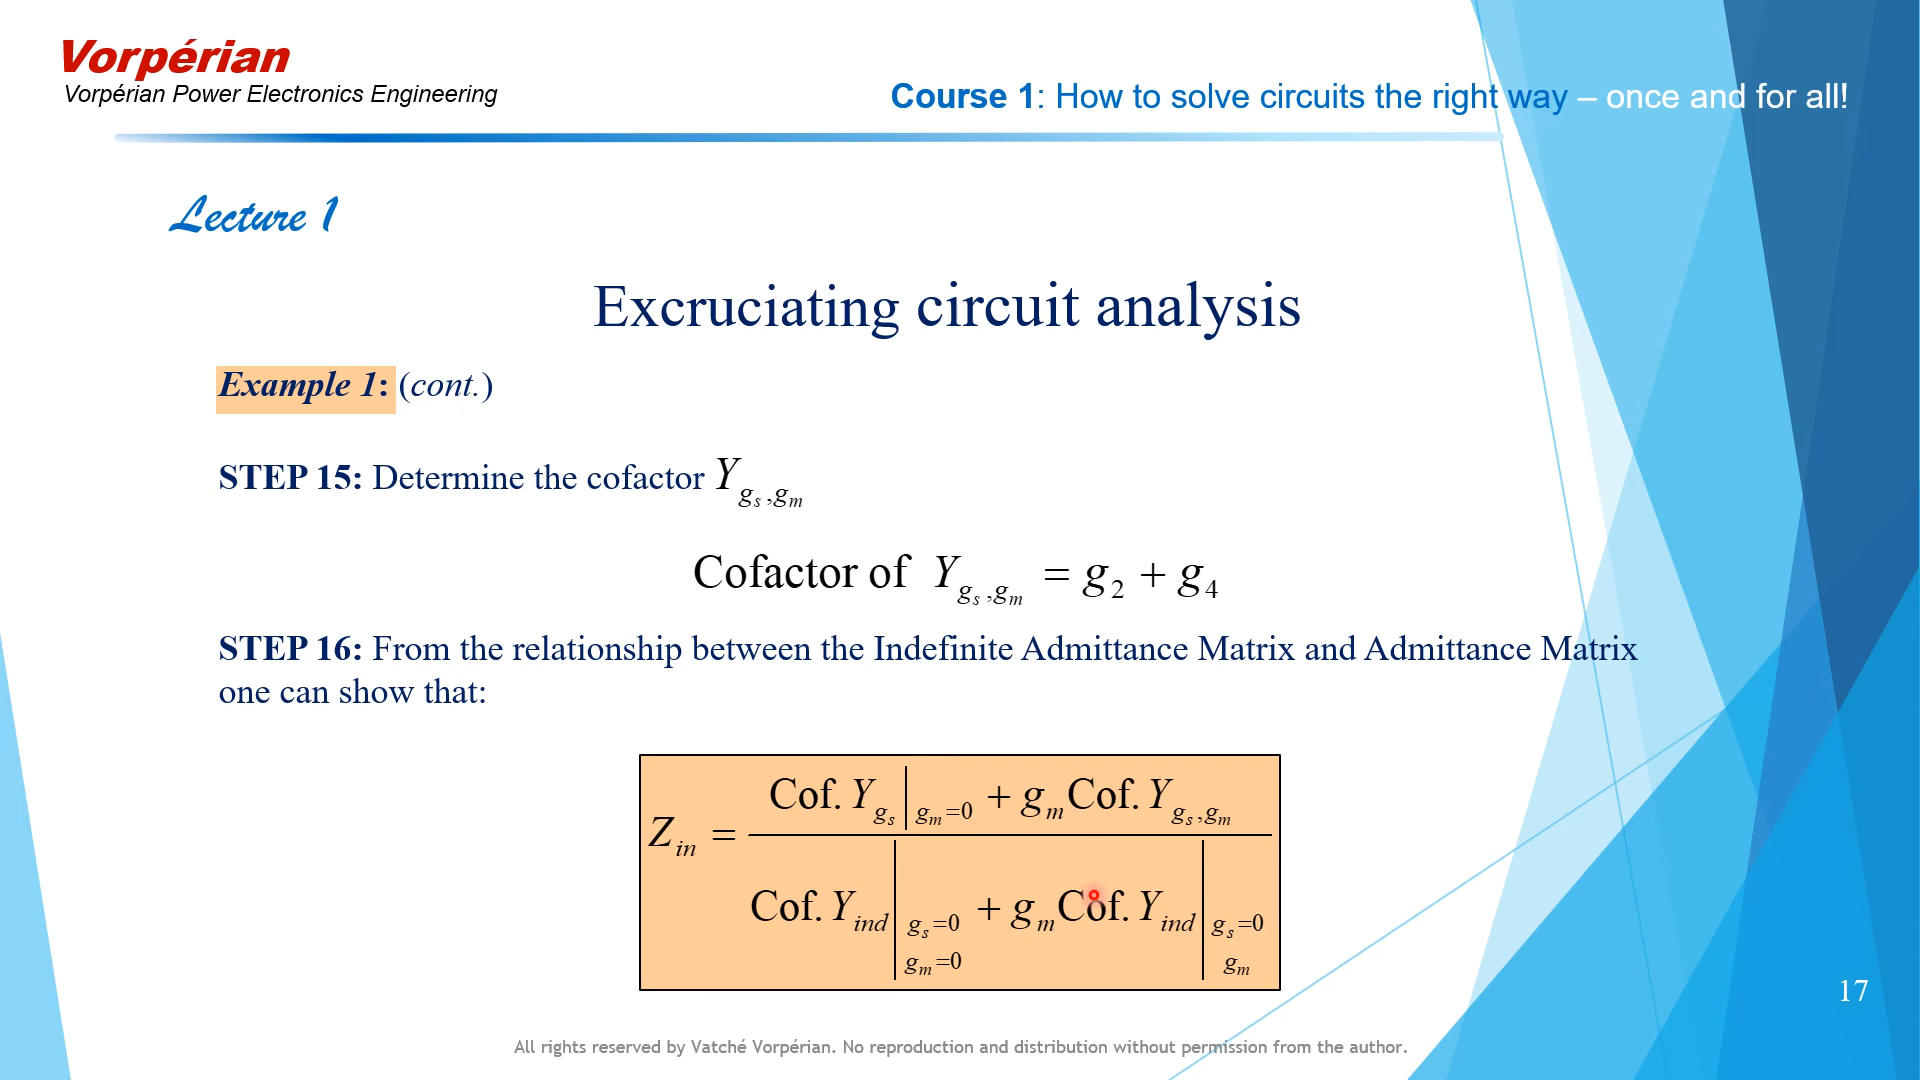 Vorpérian
Vorpérian Power Electronics Engineering
Course 1: How to solve circuits the right way – once and for all!
Lecture 1
Excruciating circuit analysis
Example 1: (cont.)
STEP 15: Determine the cofactor Y_{g_s,g_m}
Cofactor of Y_{g_s,g_m} = g_2 + g_4
STEP 16: From the relationship between the Indefinite Admittance Matrix and Admittance Matrix
one can show that:
Z_{in} = \frac{Cof. Y_{g_s}|_{g_m=0} + g_m Cof. Y_{g_s,g_m}}{Cof. Y_{ind}|_{g_s=0, g_m=0} + g_m Cof. Y_{ind}|_{g_s=0, g_m}}
17
All rights reserved by Vatché Vorpérian. No reproduction and distribution without permission from the author.